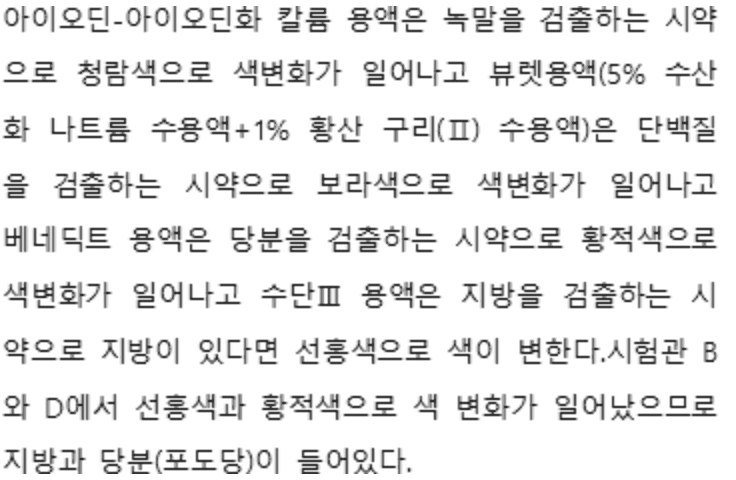 아이오딘-아이오딘화 칼륨 용액은 녹말을 검출하는 시약
으로 청람색으로 색변화가 일어나고 뷰렛용액(5% 수산
화 나트륨 수용액+1% 황산 구리(Ⅱ) 수용액)은 단백질
을 검출하는 시약으로 보라색으로 색변화가 일어나고
베네딕트 용액은 당분을 검출하는 시약으로 황적색으로
색변화가 일어나고 수단Ⅲ 용액은 지방을 검출하는 시
약으로 지방이 있다면 선홍색으로 색이 변한다.시험관 B
와 D에서 선홍색과 황적색으로 색 변화가 일어났으므로
지방과 당분(포도당)이 들어있다.